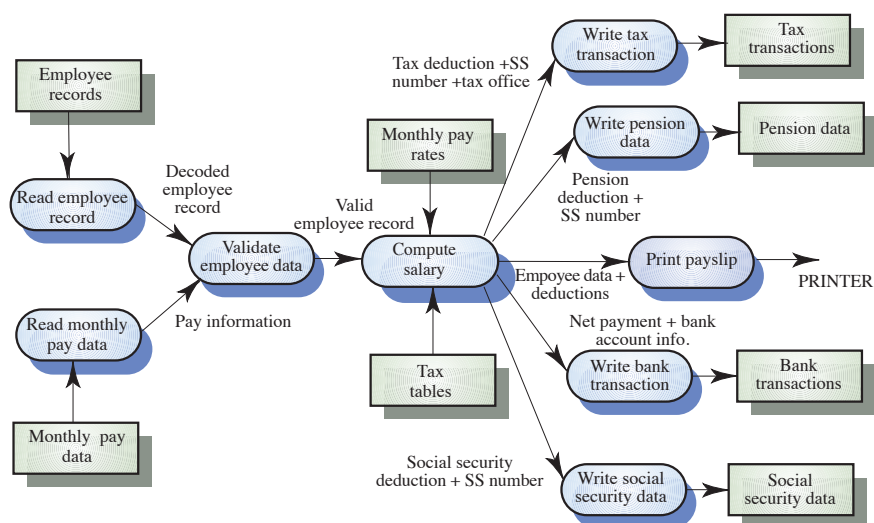 Employee
records
Read employee
record
Decoded
employee
record
Validate
employee data
Read monthly
pay data
Pay information
Monthly pay
data
Valid
employee record
Monthly pay
rates
Compute
salary
Tax
tables
Tax deduction +SS
number +tax office
Write tax
transaction
Tax
transactions
Write pension
data
Pension data
Pension
deduction +
SS number
Empoyee data +
deductions
Print payslip
PRINTER
Net payment + bank
account info.
Write bank
transaction
Bank
transactions
Social security
deduction + SS number
Write social
security data
Social
security data